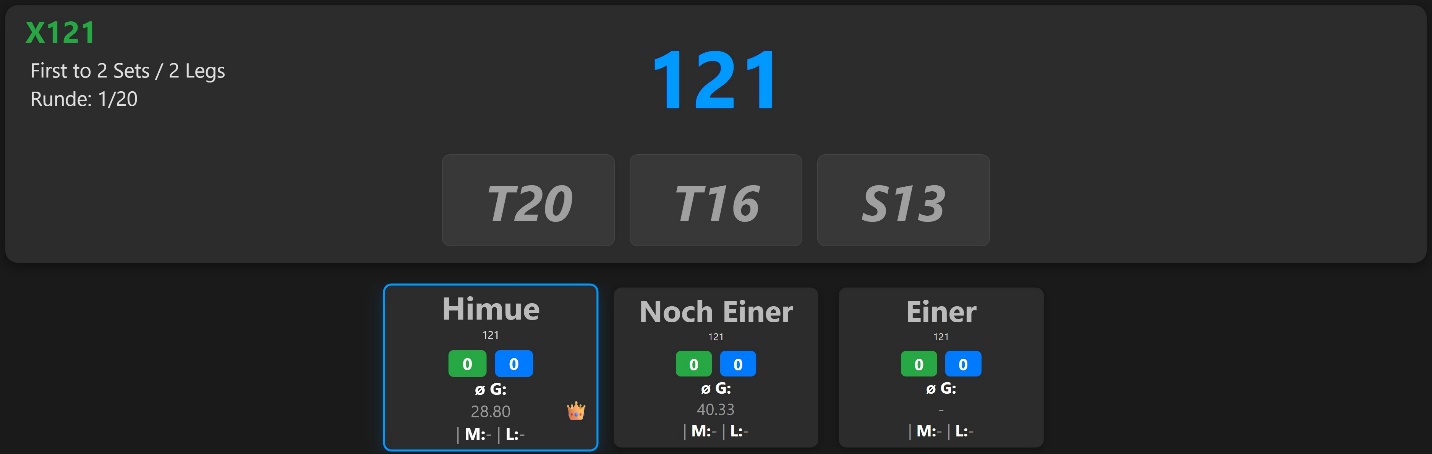 X121
First to 2 Sets / 2 Legs
Runde: 1/20
121
T20 T16 S13
Himue
121
0 0
ø G:
28.80
| M:- | L:-
Noch Einer
121
0 0
ø G:
40.33
| M:- | L:-
Einer
121
0 0
ø G:
-
| M:- | L:-